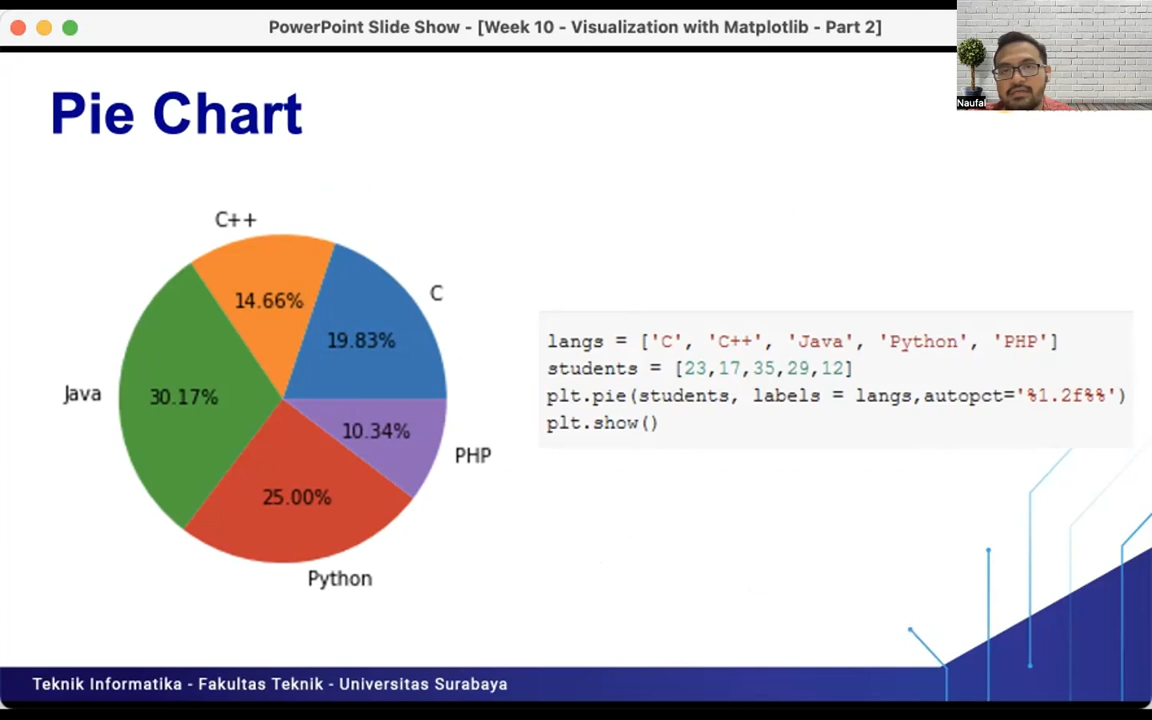 PowerPoint Slide Show - [Week 10 - Visualization with Matplotlib - Part 2]
Naufal
Pie Chart
C++
C
14.66%
19.83%
Java
30.17%
10.34%
PHP
25.00%
Python
langs = ['C', 'C++', 'Java', 'Python', 'PHP']
students = [23,17,35,29,12]
plt.pie(students, labels = langs,autopct='%1.2f%%')
plt.show()
Teknik Informatika - Fakultas Teknik - Universitas Surabaya